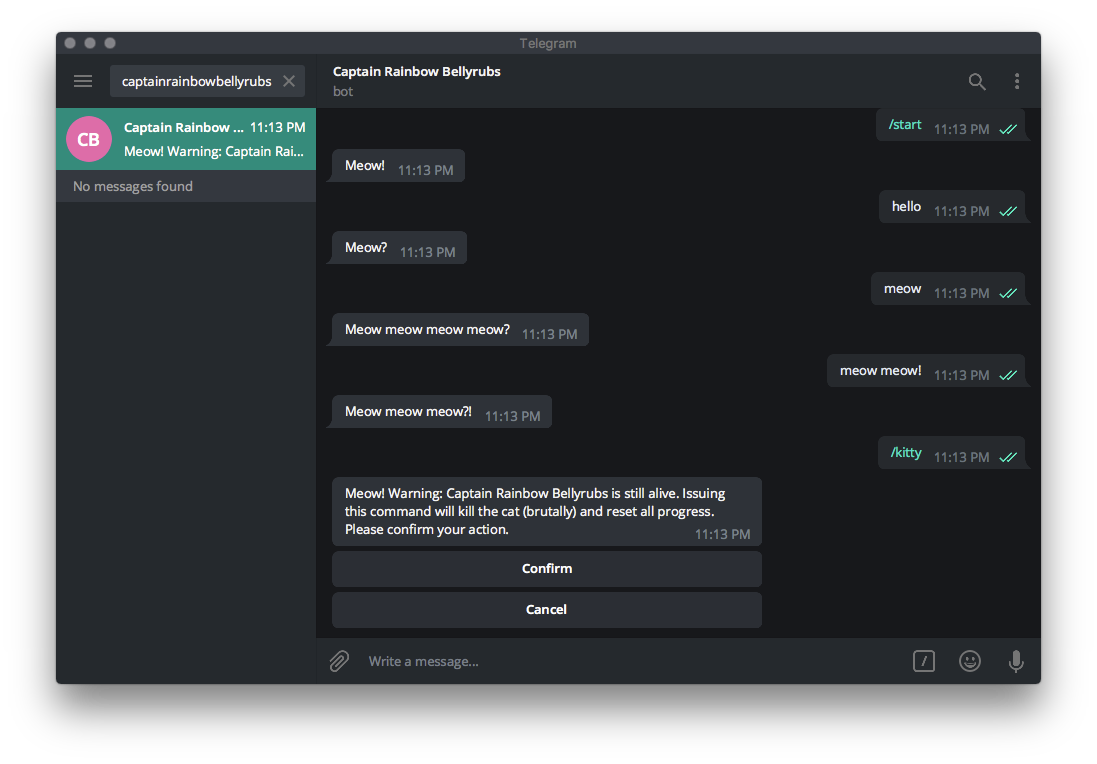 Telegram
captainrainbowbellyrubs
Captain Rainbow Bellyrubs
bot
CB
Captain Rainbow ... 11:13 PM
Meow! Warning: Captain Rai...
No messages found
/start 11:13 PM
Meow! 11:13 PM
hello 11:13 PM
Meow? 11:13 PM
meow 11:13 PM
Meow meow meow meow? 11:13 PM
meow meow! 11:13 PM
Meow meow meow?! 11:13 PM
/kitty 11:13 PM
Meow! Warning: Captain Rainbow Bellyrubs is still alive. Issuing
this command will kill the cat (brutally) and reset all progress.
Please confirm your action. 11:13 PM
Confirm
Cancel
Write a message...
/